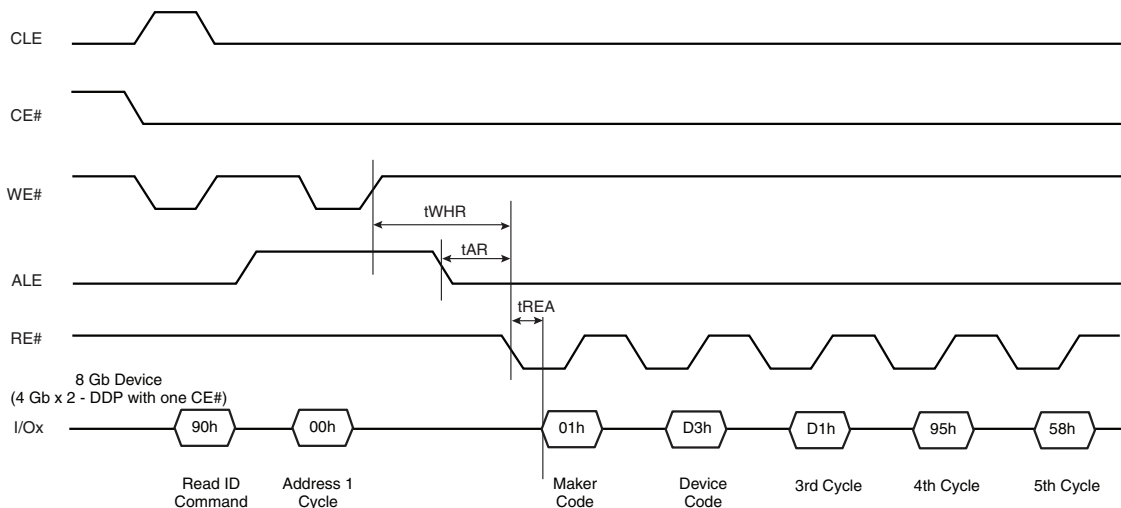 CLE
CE#
WE#
tWHR
tAR
ALE
tREA
RE#
8 Gb Device
(4 Gb x 2 - DDP with one CE#)
I/Ox
90h
00h
01h
D3h
D1h
95h
58h
Read ID
Command
Address 1
Cycle
Maker
Code
Device
Code
3rd Cycle
4th Cycle
5th Cycle